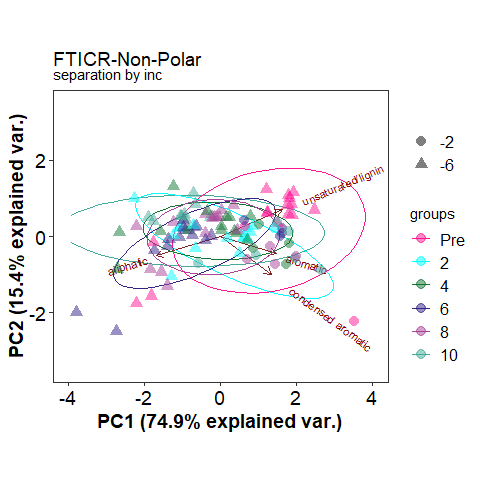 FTICR-Non-Polar
separation by inc
PC2 (15.4% explained var.)
2
0
-2
-4
-2
0
2
4
PC1 (74.9% explained var.)
unsaturated/lignin
aliphatic
aromatic
condensed aromatic
-2
-6
groups
Pre
2
4
6
8
10